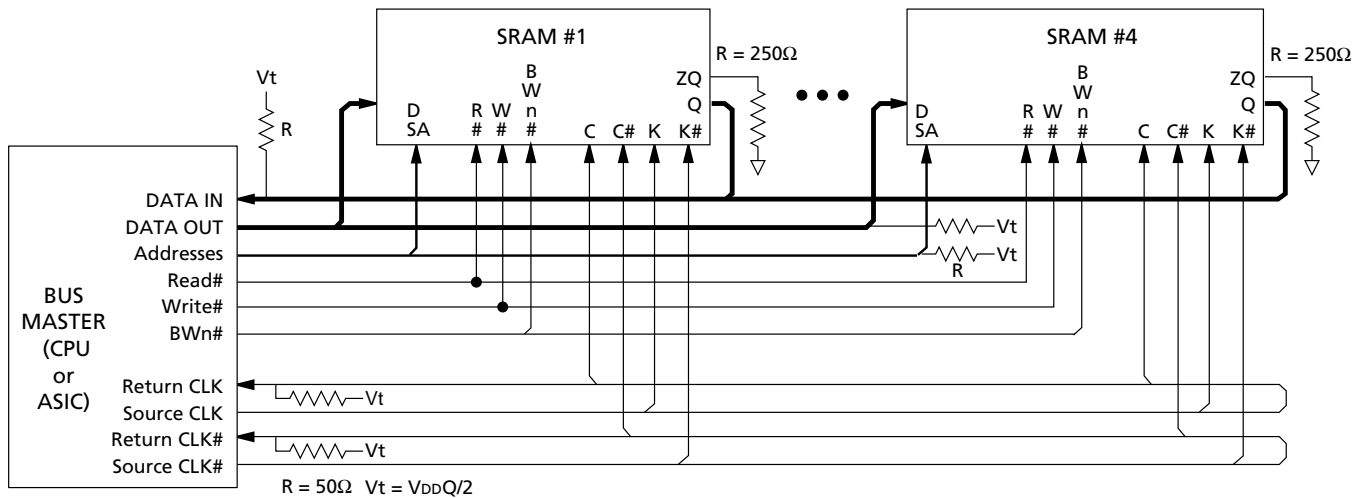 SRAM #1
R = 250Ω
ZQ
Q
B
W
n
#
D
SA
R
#
W
#
C
C#
K
K#
SRAM #4
R = 250Ω
ZQ
Q
B
W
n
#
D
SA
R
#
W
#
C
C#
K
K#
Vt
R
BUS
MASTER
(CPU
or
ASIC)
DATA IN
DATA OUT
Addresses
Read#
Write#
BWn#
Return CLK
Source CLK
Return CLK#
Source CLK#
Vt
Vt
R
Vt
Vt
R = 50Ω Vt = VDDQ/2